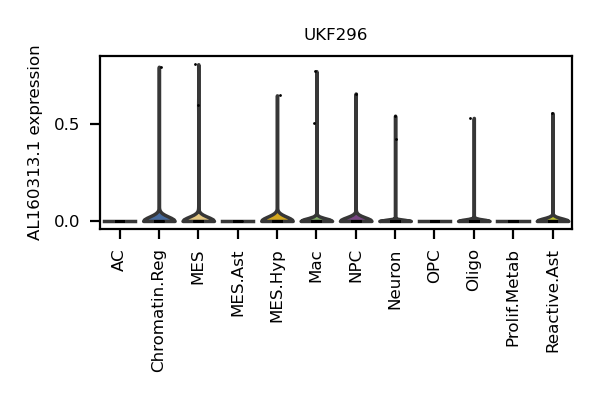 UKF296
AL160313.1 expression
0.5
0.0
AC
Chromatin.Reg
MES
MES.Ast
MES.Hyp
Mac
NPC
Neuron
OPC
Oligo
Prolif.Metab
Reactive.Ast